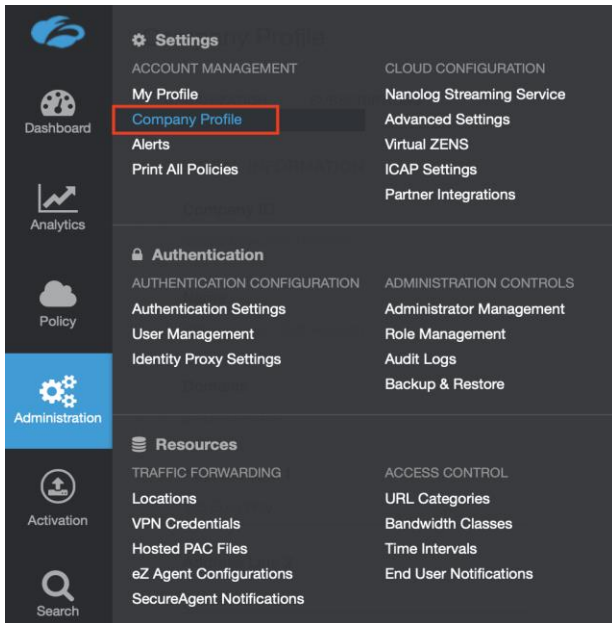 Settings
ACCOUNT MANAGEMENT
My Profile
Company Profile
Alerts
Print All Policies
CLOUD CONFIGURATION
Nanolog Streaming Service
Advanced Settings
Virtual ZENS
ICAP Settings
Partner Integrations
Authentication
AUTHENTICATION CONFIGURATION
Authentication Settings
User Management
Identity Proxy Settings
ADMINISTRATION CONTROLS
Administrator Management
Role Management
Audit Logs
Backup & Restore
Resources
TRAFFIC FORWARDING
Locations
VPN Credentials
Hosted PAC Files
eZ Agent Configurations
SecureAgent Notifications
ACCESS CONTROL
URL Categories
Bandwidth Classes
Time Intervals
End User Notifications
Dashboard
Analytics
Policy
Administration
Activation
Search